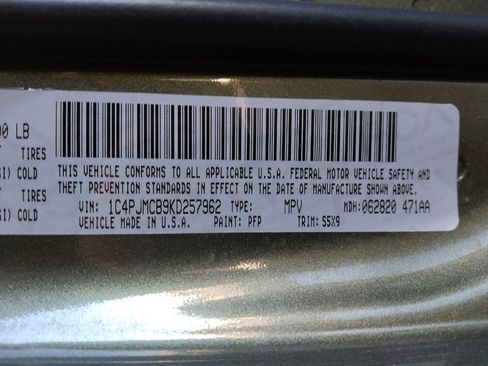 00 LB
TIRES
SI) COLD
TIRES
SI) COLD
THIS VEHICLE CONFORMS TO ALL APPLICABLE U.S.A. FEDERAL MOTOR VEHICLE SAFETY AND
THEFT PREVENTION STANDARDS IN EFFECT ON THE DATE OF MANUFACTURE SHOWN ABOVE.
VIN: 1C4PJMCB9KD257962 TYPE: MPV MDH:062820 471AA
VEHICLE MADE IN U.S.A. PAINT: PFP TRIM: S5X9